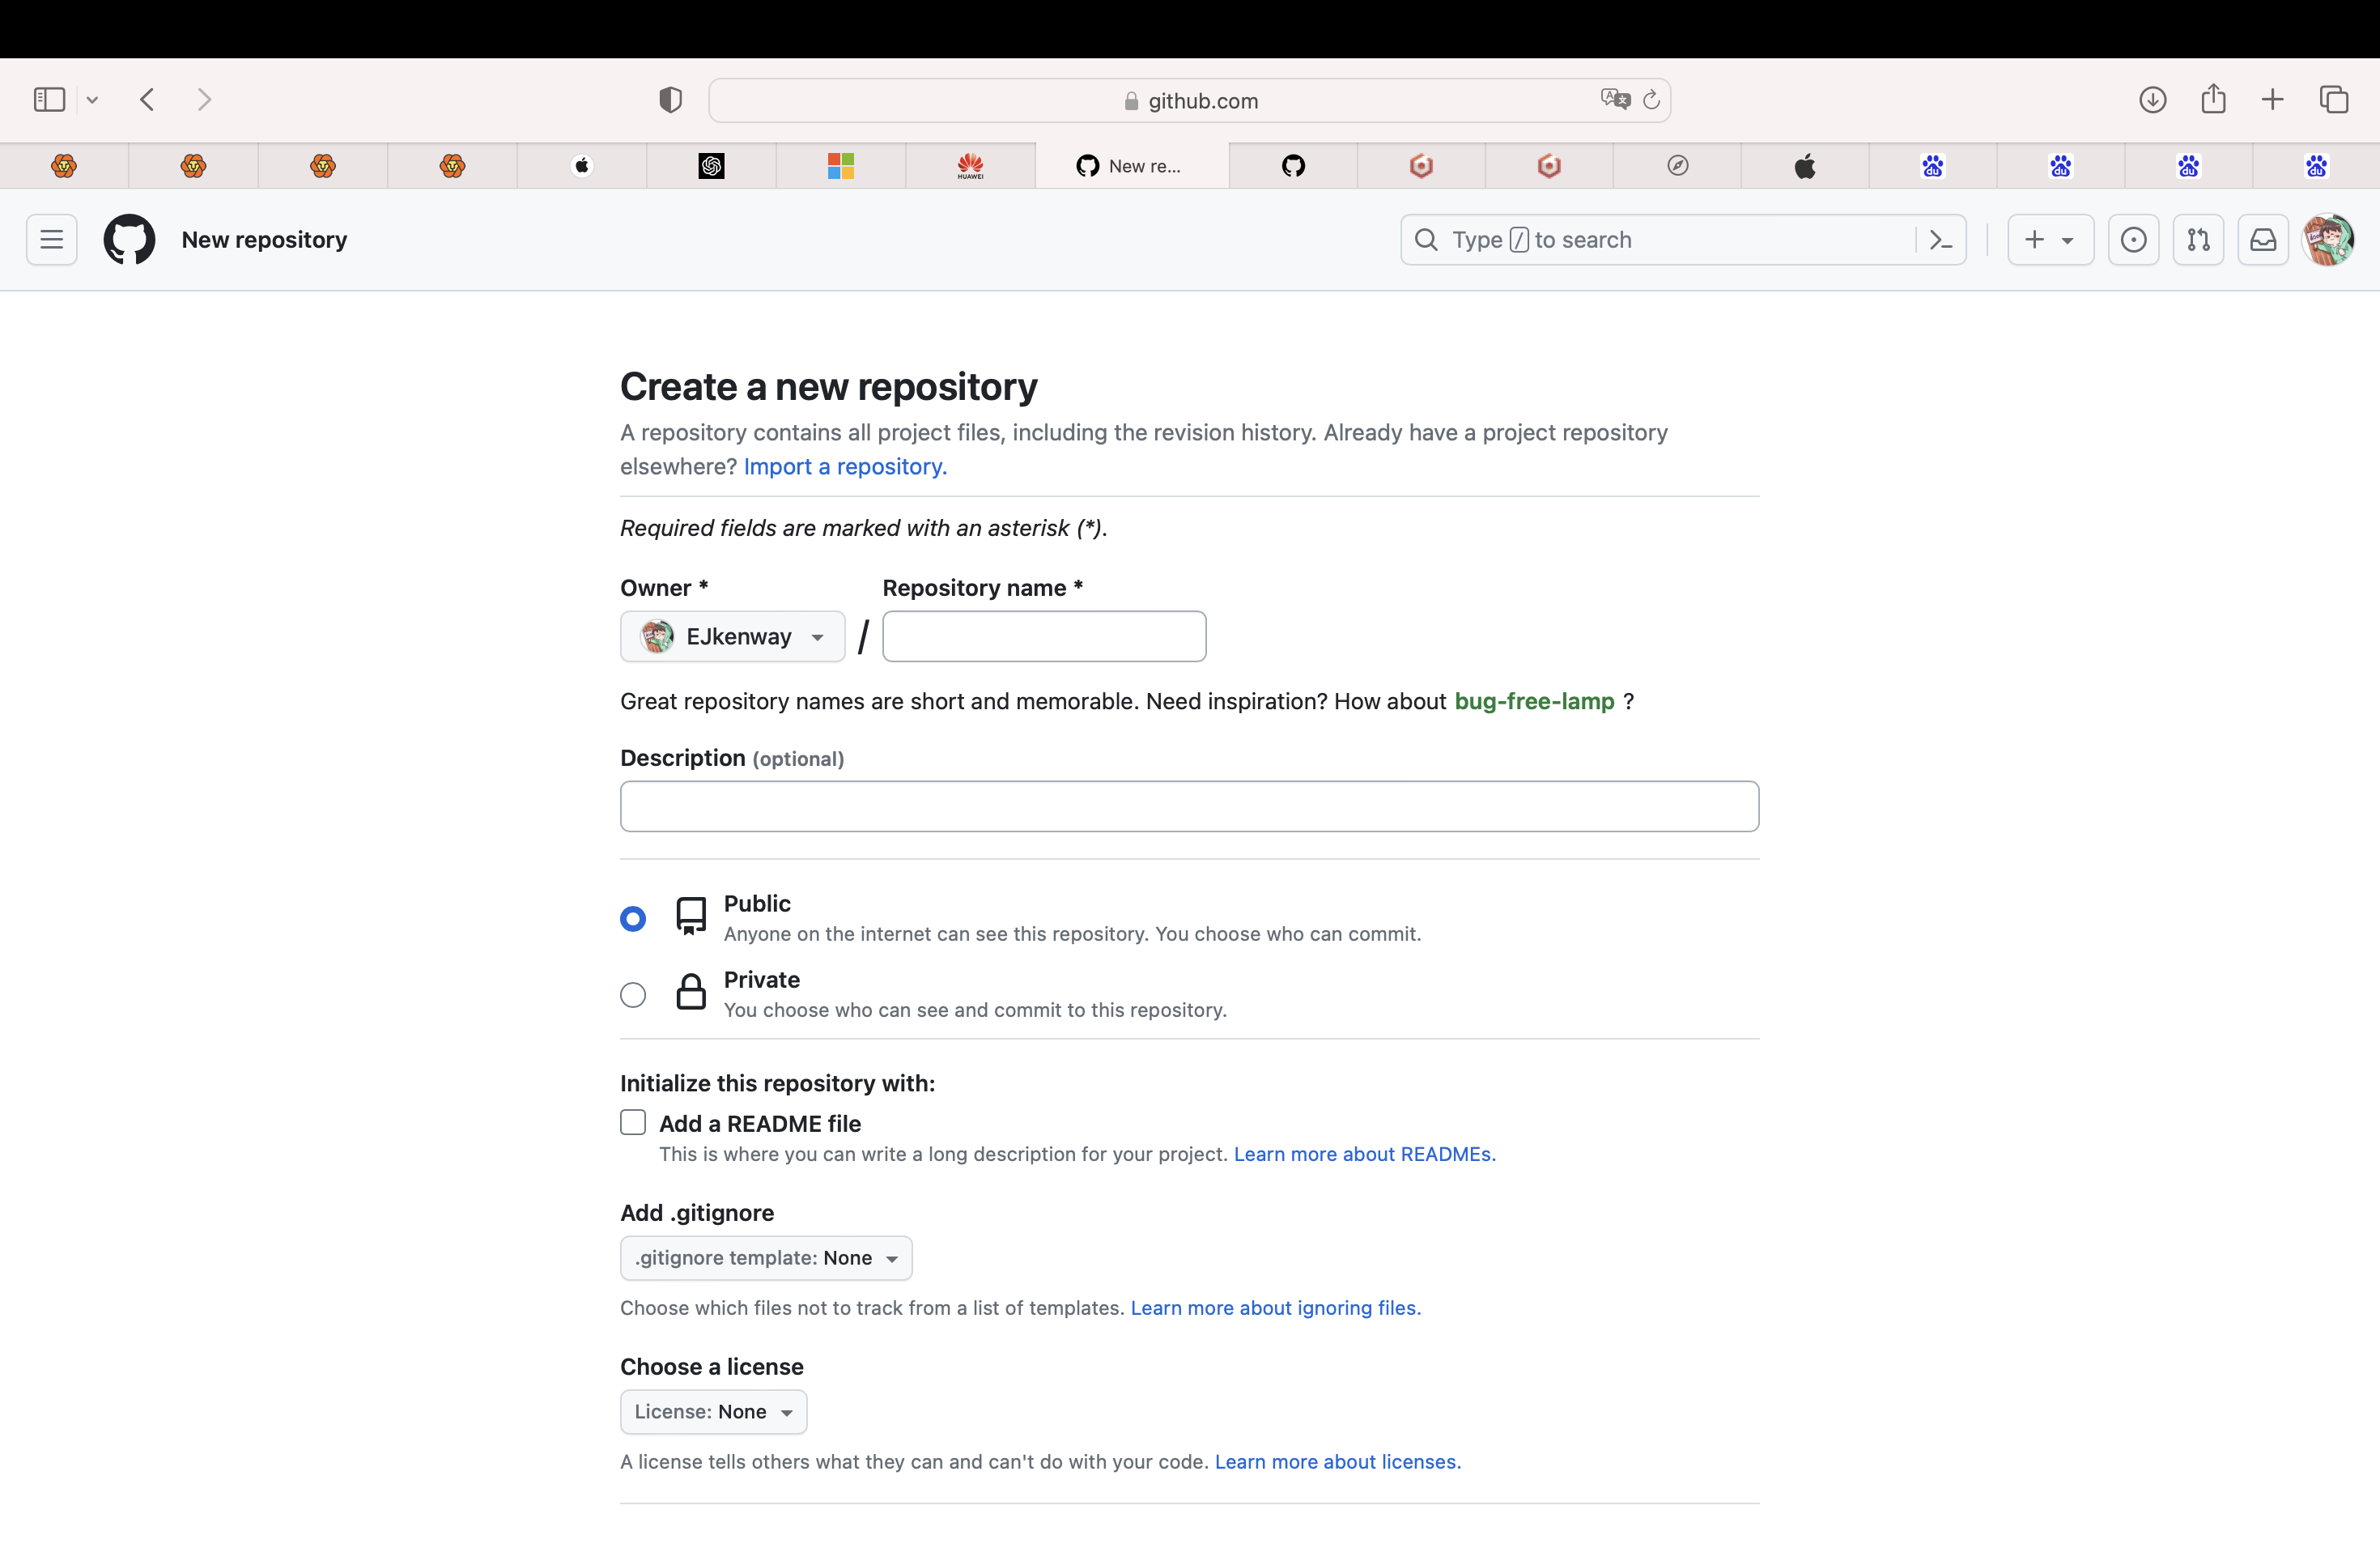 github.com
HUAWEI
New re...
du
du
du
du
New repository
Type / to search
Create a new repository
A repository contains all project files, including the revision history. Already have a project repository
elsewhere? Import a repository.
Required fields are marked with an asterisk (*).
Owner * Repository name *
EJkenway /
Great repository names are short and memorable. Need inspiration? How about bug-free-lamp ?
Description (optional)
Public
Anyone on the internet can see this repository. You choose who can commit.
Private
You choose who can see and commit to this repository.
Initialize this repository with:
Add a README file
This is where you can write a long description for your project. Learn more about READMEs.
Add .gitignore
.gitignore template: None
Choose which files not to track from a list of templates. Learn more about ignoring files.
Choose a license
License: None
A license tells others what they can and can't do with your code. Learn more about licenses.